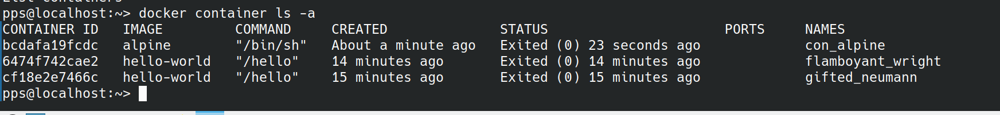 pps@localhost:~> docker container ls -a
CONTAINER ID   IMAGE         COMMAND    CREATED              STATUS                      PORTS     NAMES
bcdafa19fcdc   alpine        "/bin/sh"   About a minute ago   Exited (0) 23 seconds ago             con_alpine
6474f742cae2   hello-world   "/hello"   14 minutes ago       Exited (0) 14 minutes ago             flamboyant_wright
cf18e2e7466c   hello-world   "/hello"   15 minutes ago       Exited (0) 15 minutes ago             gifted_neumann
pps@localhost:~>